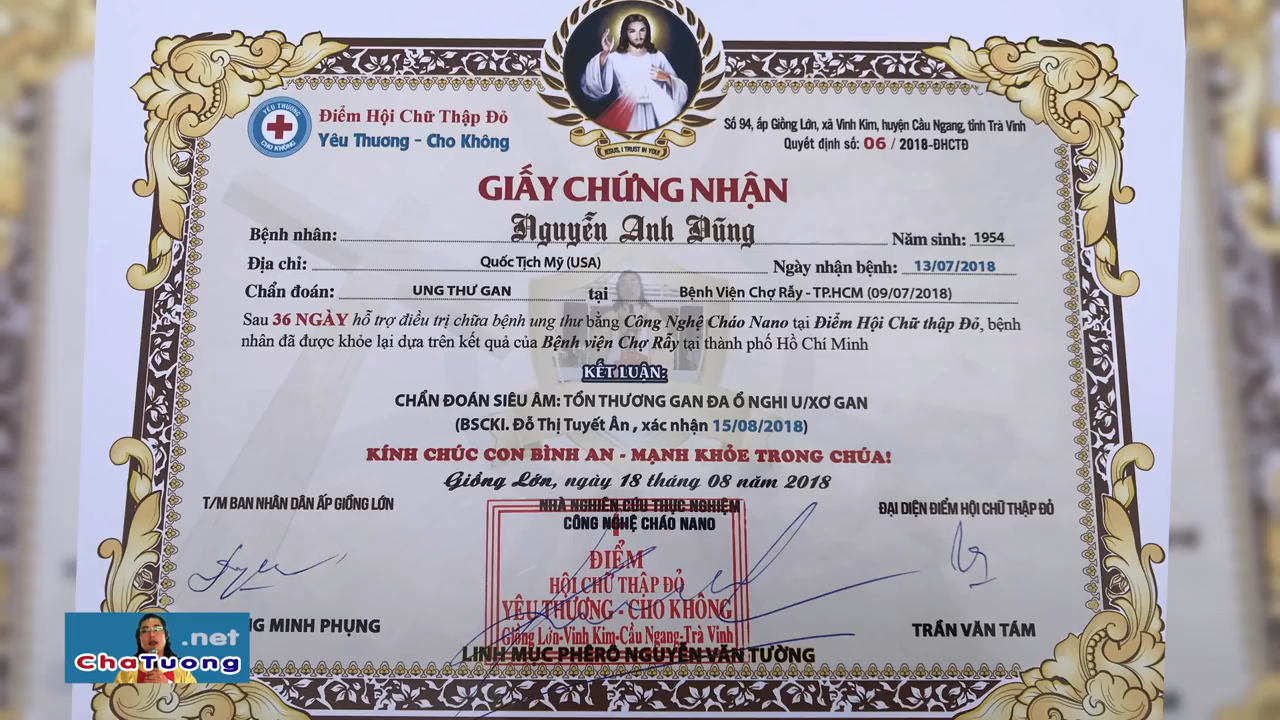 JESUS, I TRUST IN YOU!
YÊU THƯƠNG
CHO KHÔNG
Điểm Hội Chữ Thập Đỏ
Yêu Thương - Cho Không
Số 94, ấp Giồng Lớn, xã Vinh Kim, huyện Cầu Ngang, tỉnh Trà Vinh
Quyết định số: 06 / 2018-ĐHCTĐ
GIẤY CHỨNG NHẬN
Bệnh nhân: Nguyễn Anh Dũng Năm sinh: 1954
Địa chỉ: Quốc Tịch Mỹ (USA) Ngày nhận bệnh: 13/07/2018
Chẩn đoán: UNG THƯ GAN tại Bệnh Viện Chợ Rẫy - TP.HCM (09/07/2018)
Sau 36 NGÀY hỗ trợ điều trị chữa bệnh ung thư bằng Công Nghệ Cháo Nano tại Điểm Hội Chữ thập Đỏ, bệnh
nhân đã được khỏe lại dựa trên kết quả của Bệnh viện Chợ Rẫy tại thành phố Hồ Chí Minh
KẾT LUẬN:
CHẨN ĐOÁN SIÊU ÂM: TỔN THƯƠNG GAN ĐA Ổ NGHI U/XƠ GAN
(BSCKI. Đỗ Thị Tuyết Ân , xác nhận 15/08/2018)
KÍNH CHÚC CON BÌNH AN - MẠNH KHỎE TRONG CHÚA!
Giồng Lớn, ngày 18 tháng 08 năm 2018
T/M BAN NHÂN DÂN ẤP GIỒNG LỚN
NHÀ NGHIÊN CỨU THỰC NGHIỆM
CÔNG NGHỆ CHÁO NANO
ĐẠI DIỆN ĐIỂM HỘI CHỮ THẬP ĐỎ
ĐIỂM
HỘI CHỮ THẬP ĐỎ
YÊU THƯƠNG - CHO KHÔNG
Giồng Lớn-Vinh Kim-Cầu Ngang-Trà Vinh
MINH PHỤNG
LINH MỤC PHÊRÔ NGUYỄN VĂN TƯỜNG
TRẦN VĂN TÁM
.net
ChaTuong